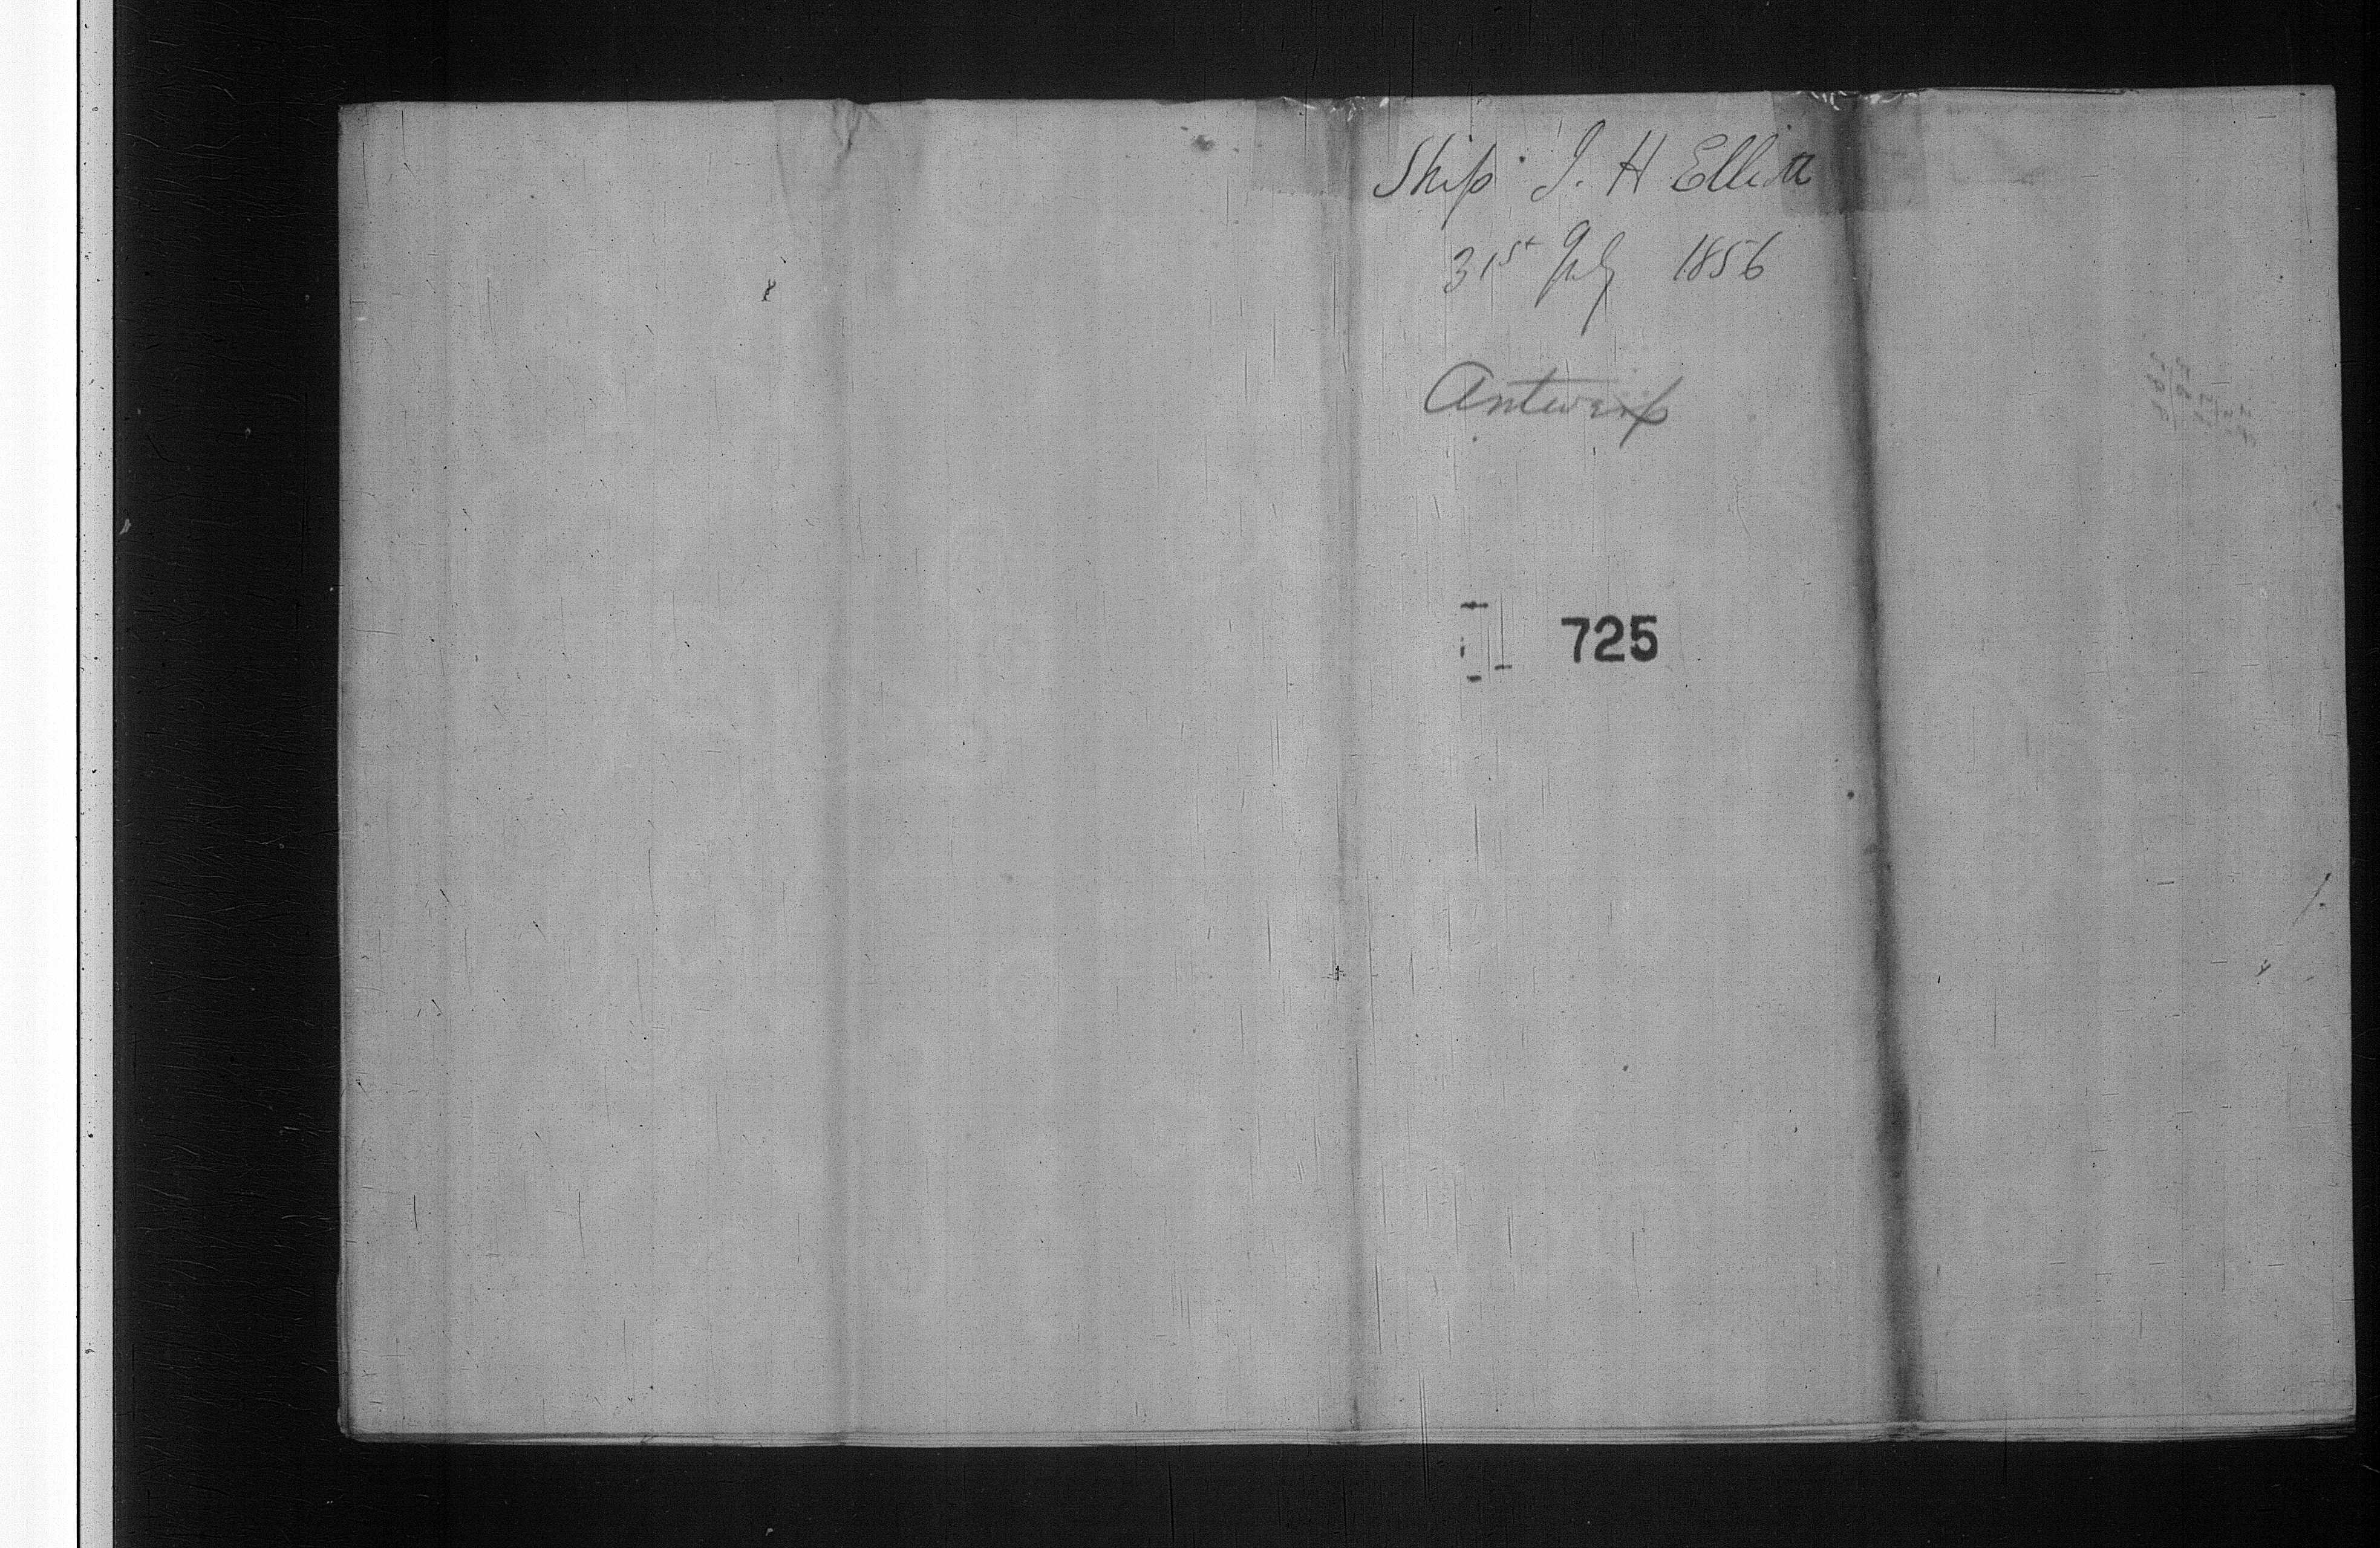 Ship J. H Elliott
31st July 1856
Antwerp
725